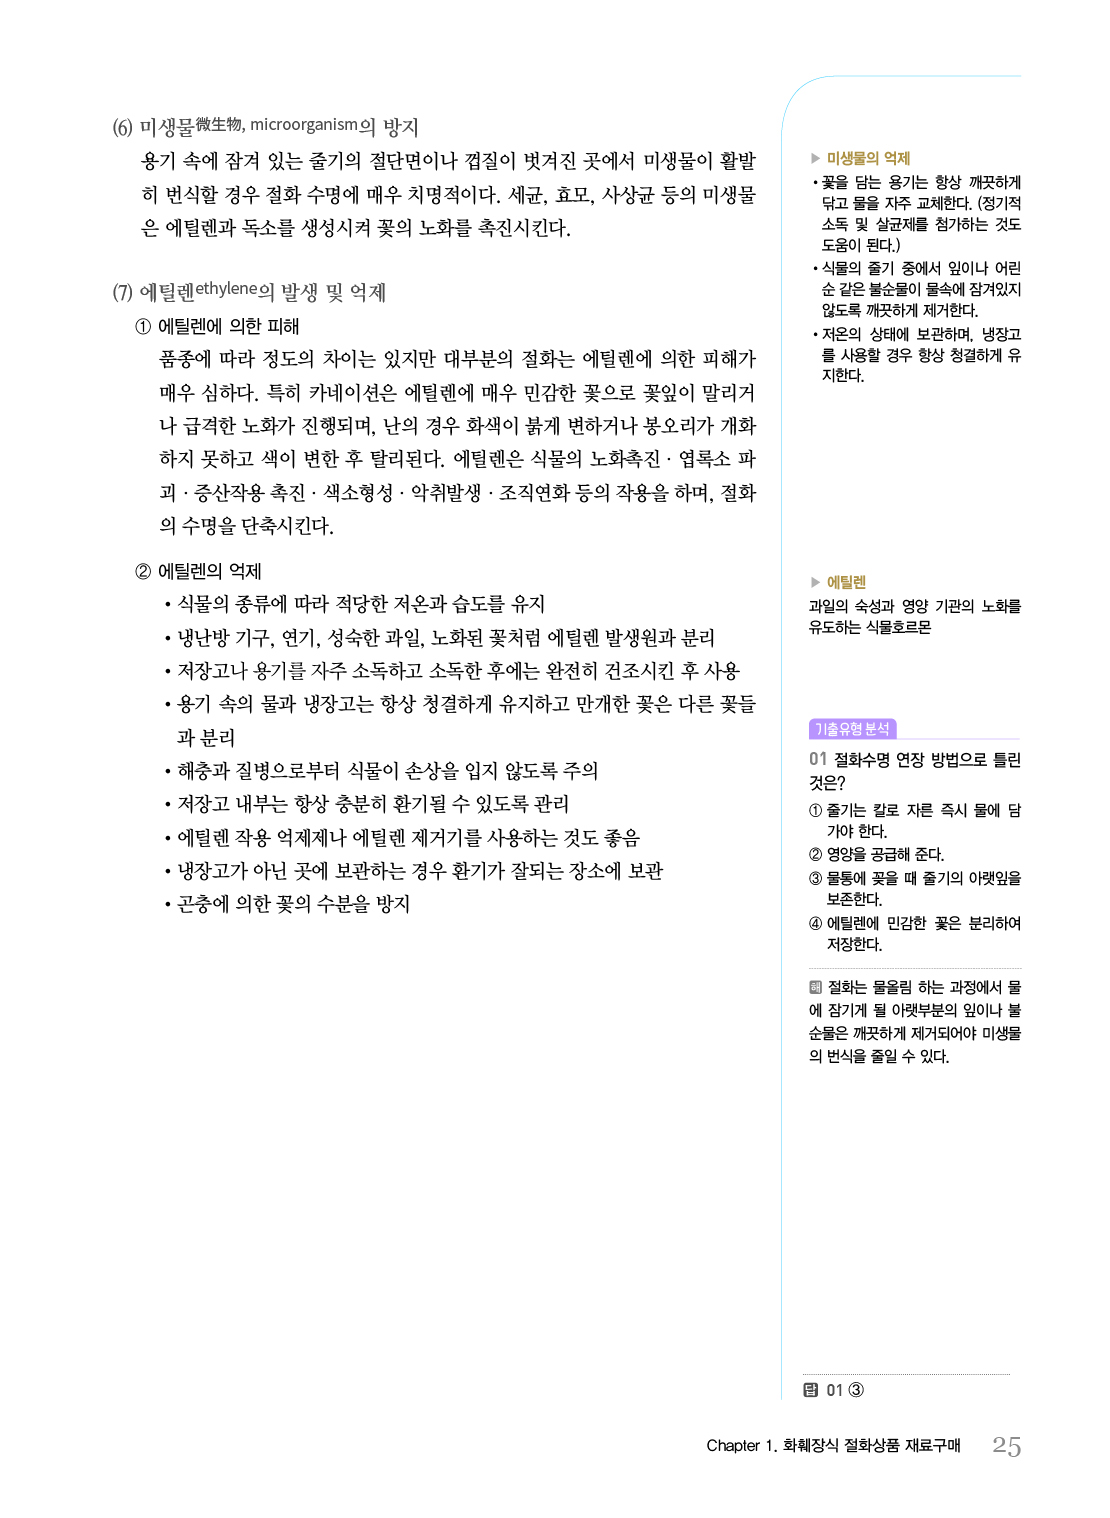 (6) 미생물微生物, microorganism의 방지
용기 속에 잠겨 있는 줄기의 절단면이나 껍질이 벗겨진 곳에서 미생물이 활발
히 번식할 경우 절화 수명에 매우 치명적이다. 세균, 효모, 사상균 등의 미생물
은 에틸렌과 독소를 생성시켜 꽃의 노화를 촉진시킨다.
(7) 에틸렌ethylene의 발생 및 억제
① 에틸렌에 의한 피해
품종에 따라 정도의 차이는 있지만 대부분의 절화는 에틸렌에 의한 피해가
매우 심하다. 특히 카네이션은 에틸렌에 매우 민감한 꽃으로 꽃잎이 말리거
나 급격한 노화가 진행되며, 난의 경우 화색이 붉게 변하거나 봉오리가 개화
하지 못하고 색이 변한 후 탈리된다. 에틸렌은 식물의 노화촉진 · 엽록소 파
괴 · 증산작용 촉진 · 색소형성 · 악취발생 · 조직연화 등의 작용을 하며, 절화
의 수명을 단축시킨다.
② 에틸렌의 억제
• 식물의 종류에 따라 적당한 저온과 습도를 유지
• 냉난방 기구, 연기, 성숙한 과일, 노화된 꽃처럼 에틸렌 발생원과 분리
• 저장고나 용기를 자주 소독하고 소독한 후에는 완전히 건조시킨 후 사용
• 용기 속의 물과 냉장고는 항상 청결하게 유지하고 만개한 꽃은 다른 꽃들
과 분리
• 해충과 질병으로부터 식물이 손상을 입지 않도록 주의
• 저장고 내부는 항상 충분히 환기될 수 있도록 관리
• 에틸렌 작용 억제제나 에틸렌 제거기를 사용하는 것도 좋음
• 냉장고가 아닌 곳에 보관하는 경우 환기가 잘되는 장소에 보관
• 곤충에 의한 꽃의 수분을 방지
▶ 미생물의 억제
• 꽃을 담는 용기는 항상 깨끗하게
닦고 물을 자주 교체한다. (정기적
소독 및 살균제를 첨가하는 것도
도움이 된다.)
• 식물의 줄기 중에서 잎이나 어린
순 같은 불순물이 물속에 잠겨있지
않도록 깨끗하게 제거한다.
• 저온의 상태에 보관하며, 냉장고
를 사용할 경우 항상 청결하게 유
지한다.
▶ 에틸렌
과일의 숙성과 영양 기관의 노화를
유도하는 식물호르몬
기출유형 분석
01 절화수명 연장 방법으로 틀린
것은?
① 줄기는 칼로 자른 즉시 물에 담
가야 한다.
② 영양을 공급해 준다.
③ 물통에 꽂을 때 줄기의 아랫잎을
보존한다.
④ 에틸렌에 민감한 꽃은 분리하여
저장한다.
해 절화는 물올림 하는 과정에서 물
에 잠기게 될 아랫부분의 잎이나 불
순물은 깨끗하게 제거되어야 미생물
의 번식을 줄일 수 있다.
답 01 ③
Chapter 1. 화훼장식 절화상품 재료구매 25